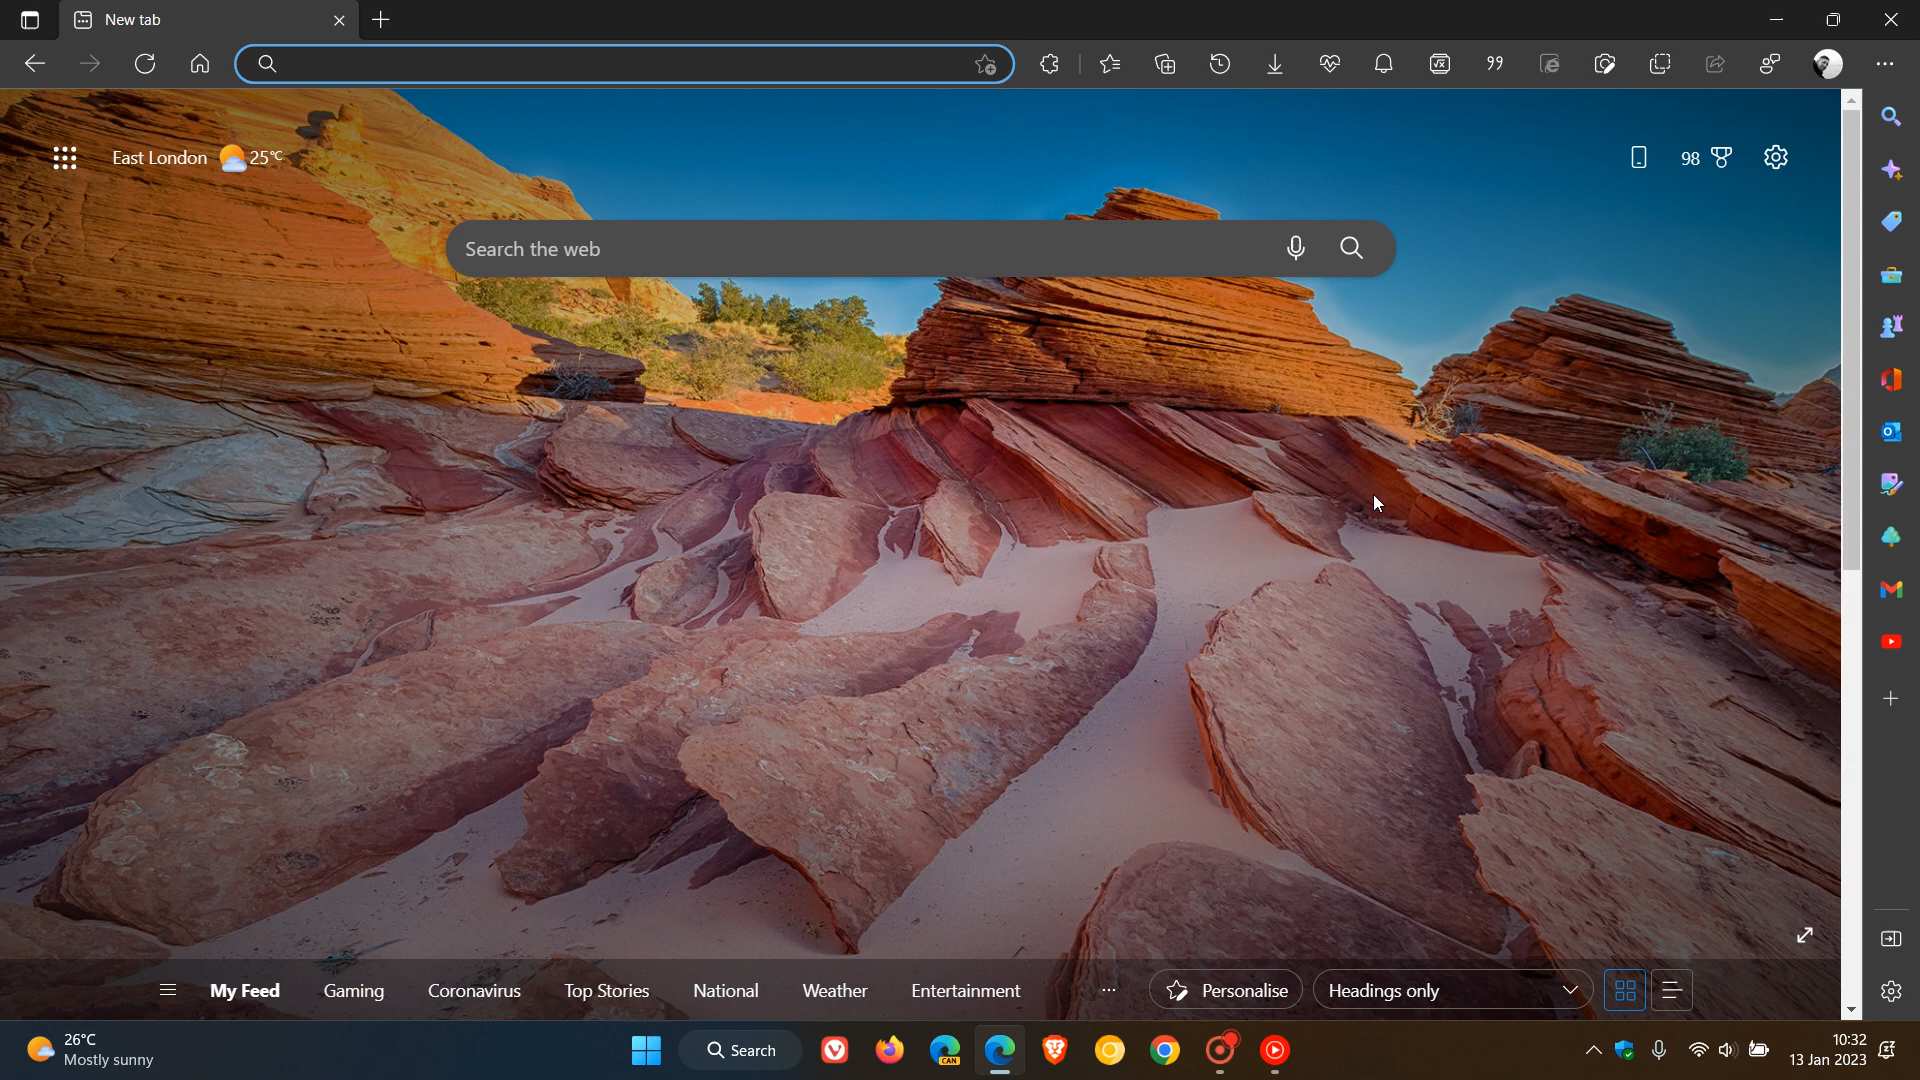 New tab
East London 25°C
98
Search the web
My Feed Gaming Coronavirus Top Stories National Weather Entertainment ... Personalise Headings only
26°C
Mostly sunny
Search
CAN
10:32
13 Jan 2023